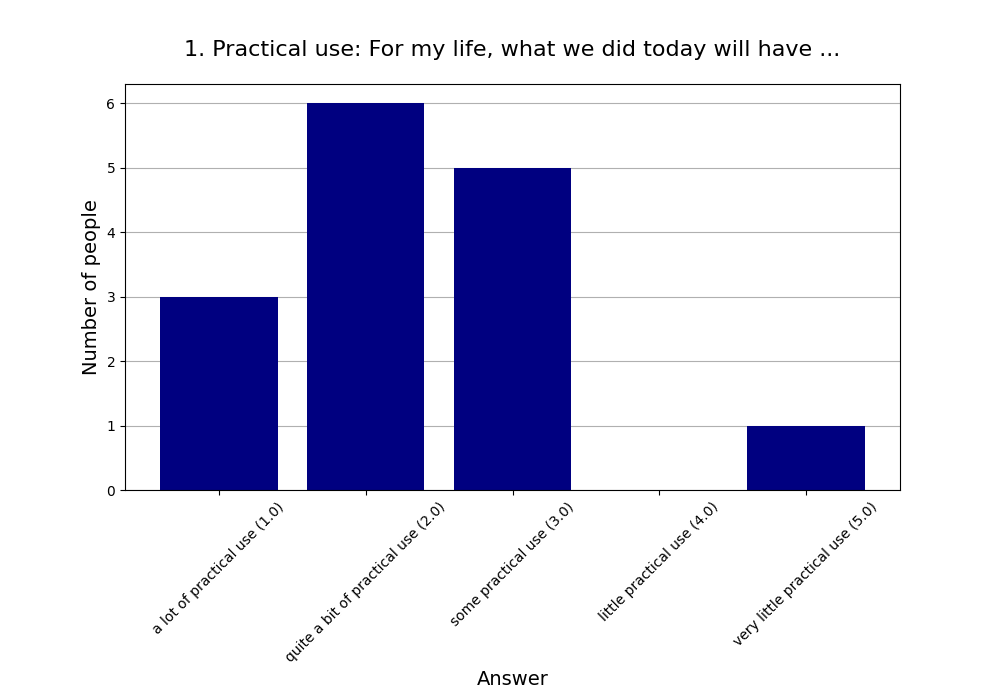 1. Practical use: For my life, what we did today will have ...
Number of people
6
5
4
3
2
1
0
a lot of practical use (1.0)
quite a bit of practical use (2.0)
some practical use (3.0)
little practical use (4.0)
very little practical use (5.0)
Answer